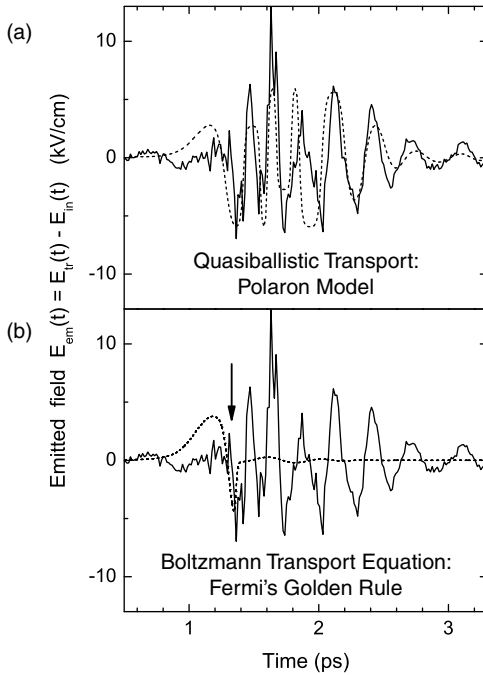 (a)
10
0
-10
Quasiballistic Transport:
Polaron Model
(b)
10
0
-10
Boltzmann Transport Equation:
Fermi's Golden Rule
Emitted field E_em(t) = E_tr(t) - E_in(t) (kV/cm)
1 2 3
Time (ps)